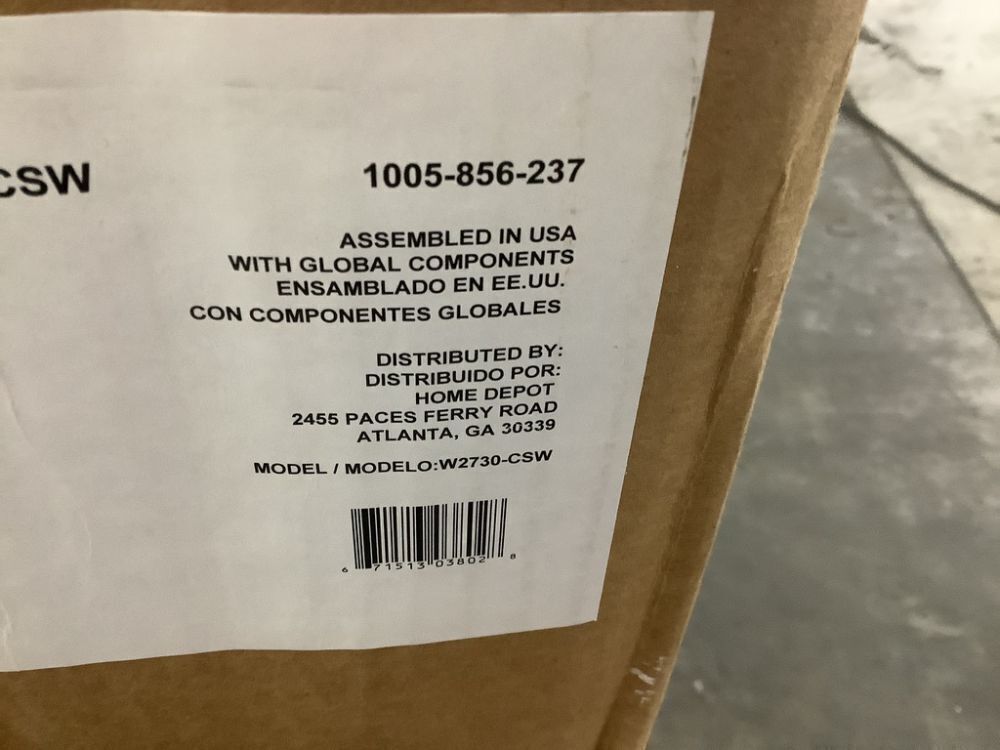 CSW
1005-856-237
ASSEMBLED IN USA
WITH GLOBAL COMPONENTS
ENSAMBLADO EN EE.UU.
CON COMPONENTES GLOBALES
DISTRIBUTED BY:
DISTRIBUIDO POR:
HOME DEPOT
2455 PACES FERRY ROAD
ATLANTA, GA 30339
MODEL / MODELO:W2730-CSW
6 71513 03802 8